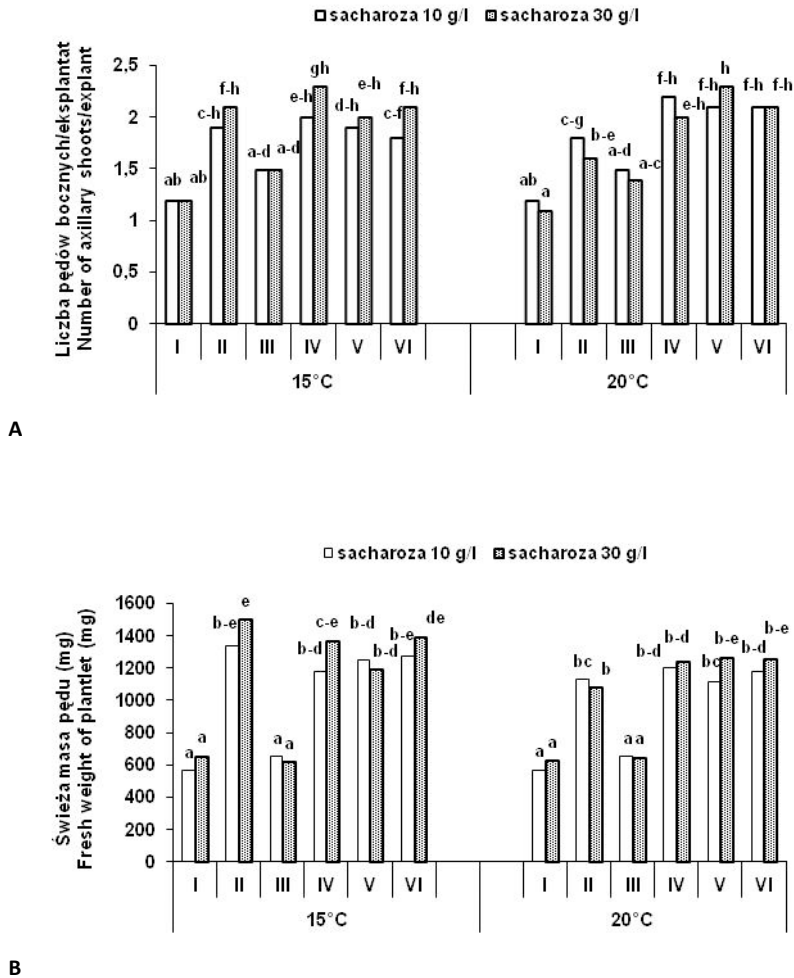 sacharoza 10 g/l sacharoza 30 g/l
Liczba pędów bocznych/eksplantat
Number of axillary shoots/explant
2,5
2
1,5
1
0,5
0
ab ab c-h f-h a-d a-d e-h gh d-h e-h c-f f-h
ab a c-g b-e a-d a-c f-h e-h f-h h f-h f-h
I II III IV V VI I II III IV V VI
15°C 20°C
A
sacharoza 10 g/l sacharoza 30 g/l
Świeża masa pędu (mg)
Fresh weight of plantlet (mg)
1600
1400
1200
1000
800
600
400
200
0
a a b-e e a a b-d c-e b-d b-d b-e de
a a bc b a a b-d b-d bc b-e b-d b-e
I II III IV V VI I II III IV V VI
15°C 20°C
B